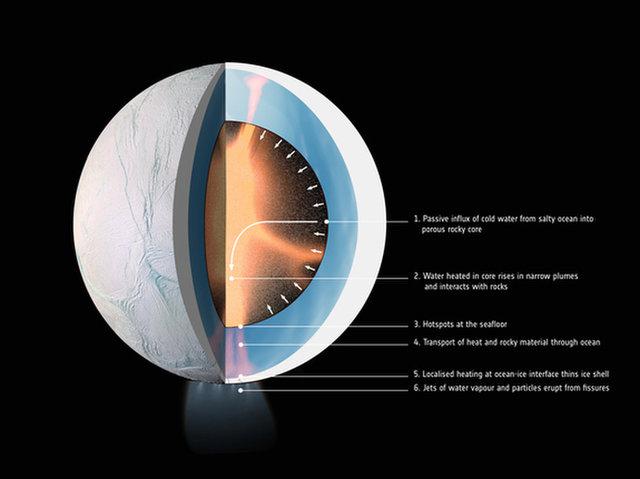 1. Passive influx of cold water from salty ocean into
porous rocky core
2. Water heated in core rises in narrow plumes
and interacts with rocks
3. Hotspots at the seafloor
4. Transport of heat and rocky material through ocean
5. Localised heating at ocean-ice interface thins ice shell
6. Jets of water vapour and particles erupt from fissures